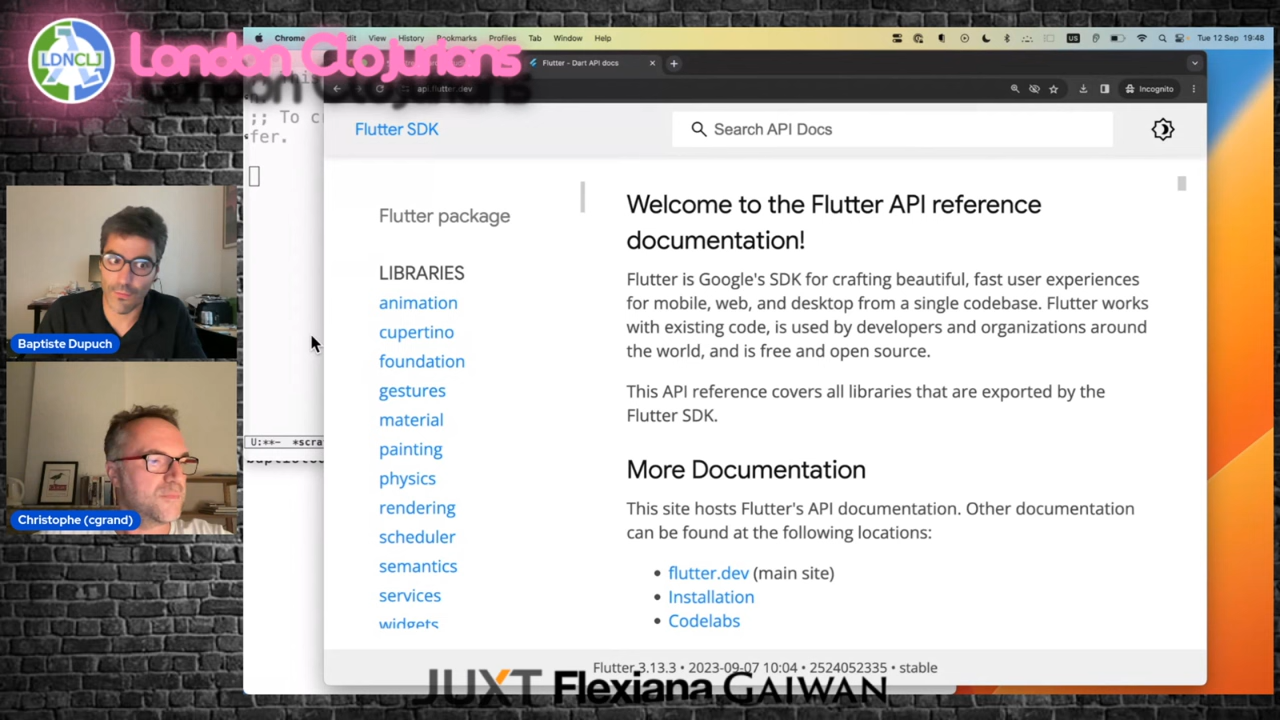 LDNCLJ
London Clojurians
Chrome
View
History
Bookmarks
Profiles
Tab
Window
Help
US
Tue 12 Sep 19:48
Flutter - Dart API docs
api.flutter.dev
Incognito
;; To c
fer.
Flutter SDK
Search API Docs
Flutter package
LIBRARIES
animation
cupertino
foundation
gestures
material
painting
physics
rendering
scheduler
semantics
services
widgets
Welcome to the Flutter API reference
documentation!
Flutter is Google's SDK for crafting beautiful, fast user experiences
for mobile, web, and desktop from a single codebase. Flutter works
with existing code, is used by developers and organizations around
the world, and is free and open source.
This API reference covers all libraries that are exported by the
Flutter SDK.
More Documentation
This site hosts Flutter's API documentation. Other documentation
can be found at the following locations:
• flutter.dev (main site)
• Installation
• Codelabs
Flutter 3.13.3 • 2023-09-07 10:04 • 2524052335 • stable
U:**- *scra
Baptiste Dupuch
Christophe (cgrand)
JUXT Flexiana GAIWAN